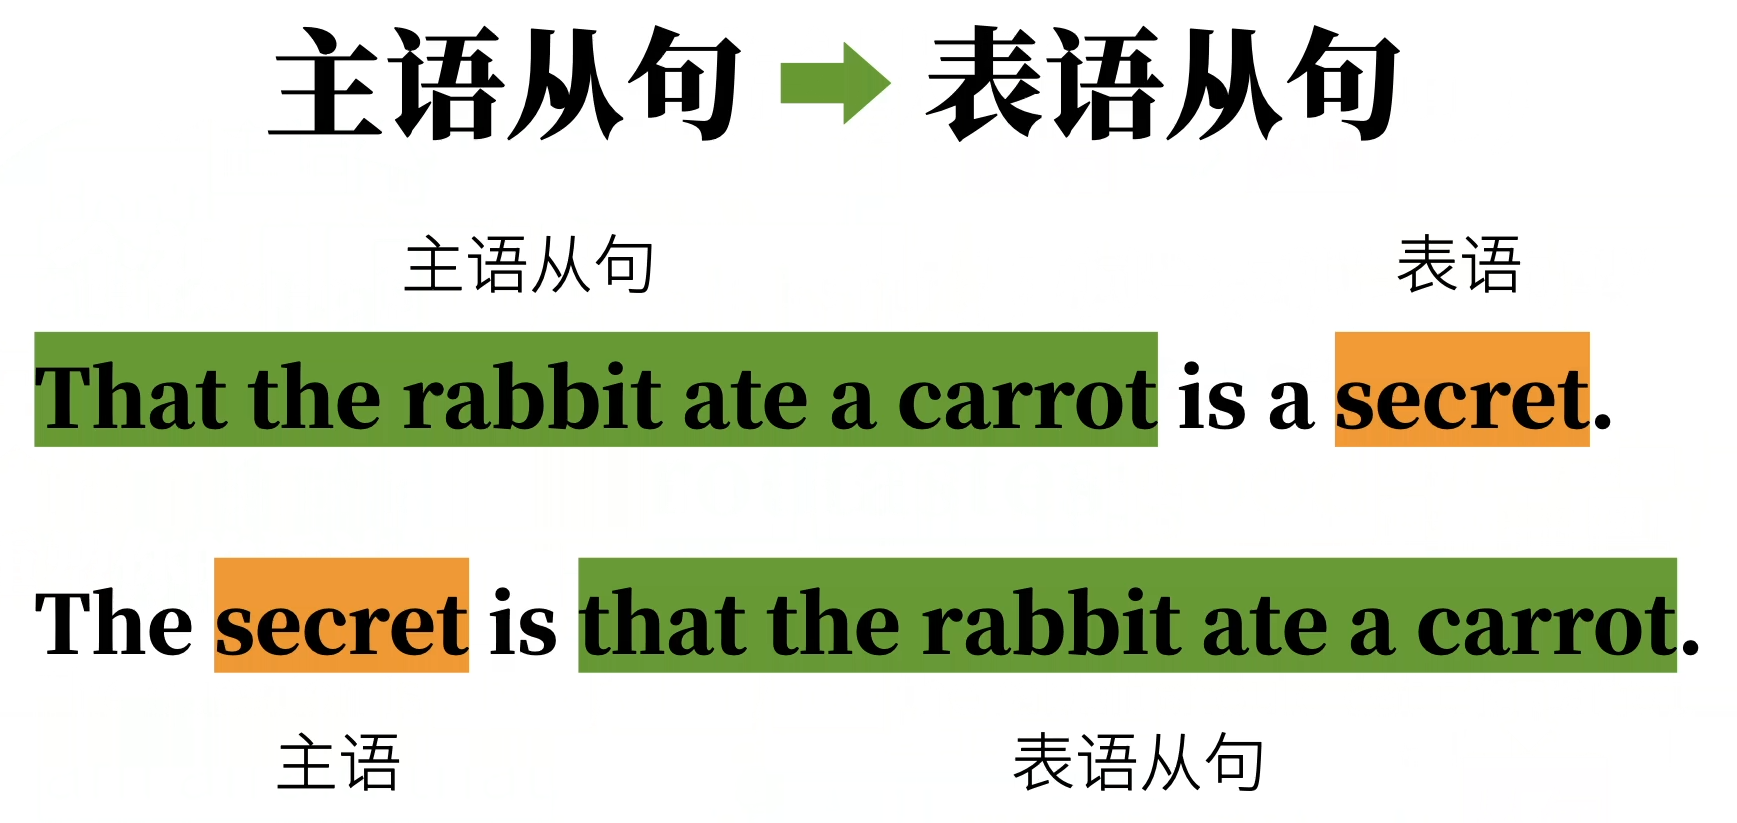 主语从句 表语从句
主语从句 表语
That the rabbit ate a carrot is a secret.
The secret is that the rabbit ate a carrot.
主语 表语从句